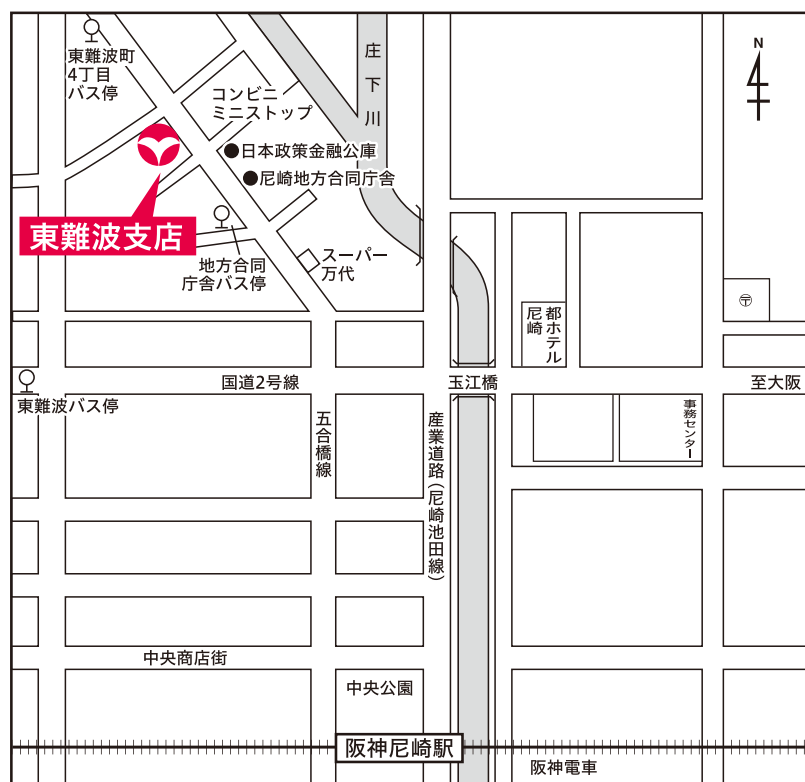 東難波町
4丁目
バス停
庄下川
N
コンビニ
ミニストップ
日本政策金融公庫
尼崎地方合同庁舎
東難波支店
地方合同
庁舎バス停
スーパー
万代
〒
都ホテル
尼崎
国道2号線
玉江橋
至大阪
東難波バス停
五合橋線
産業道路(尼崎池田線)
事務センター
中央商店街
中央公園
阪神尼崎駅
阪神電車